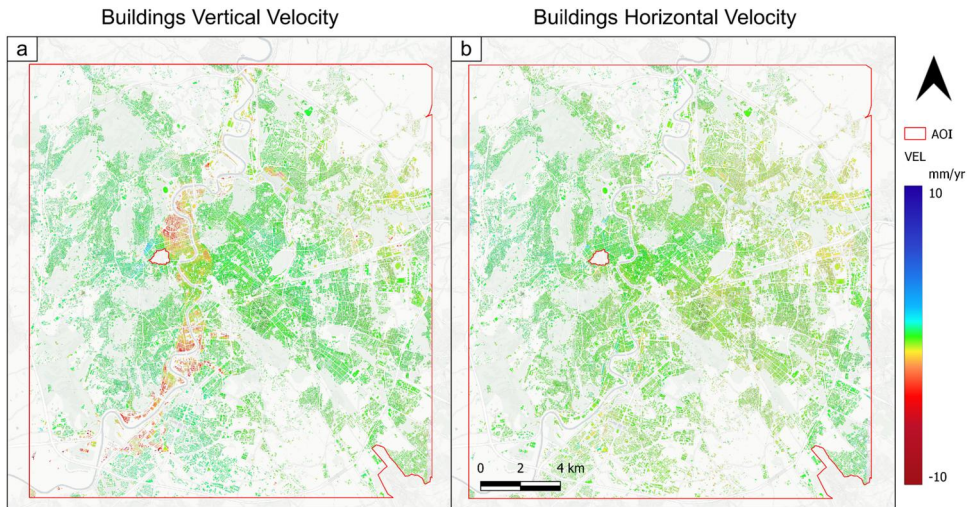 Buildings Vertical Velocity
Buildings Horizontal Velocity
a
b
AOI
VEL
mm/yr
10
-10
0 2 4 km